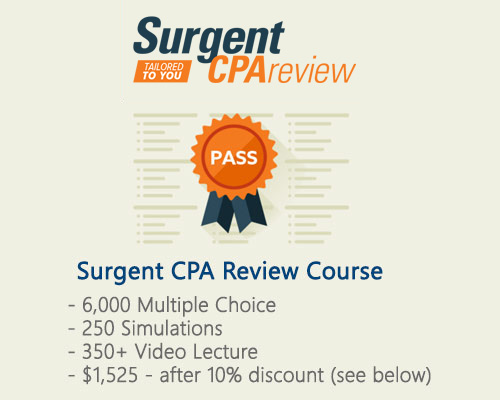 Surgent
TAILORED
TO YOU
CPAreview
PASS
Surgent CPA Review Course
- 6,000 Multiple Choice
- 250 Simulations
- 350+ Video Lecture
- $1,525 - after 10% discount (see below)